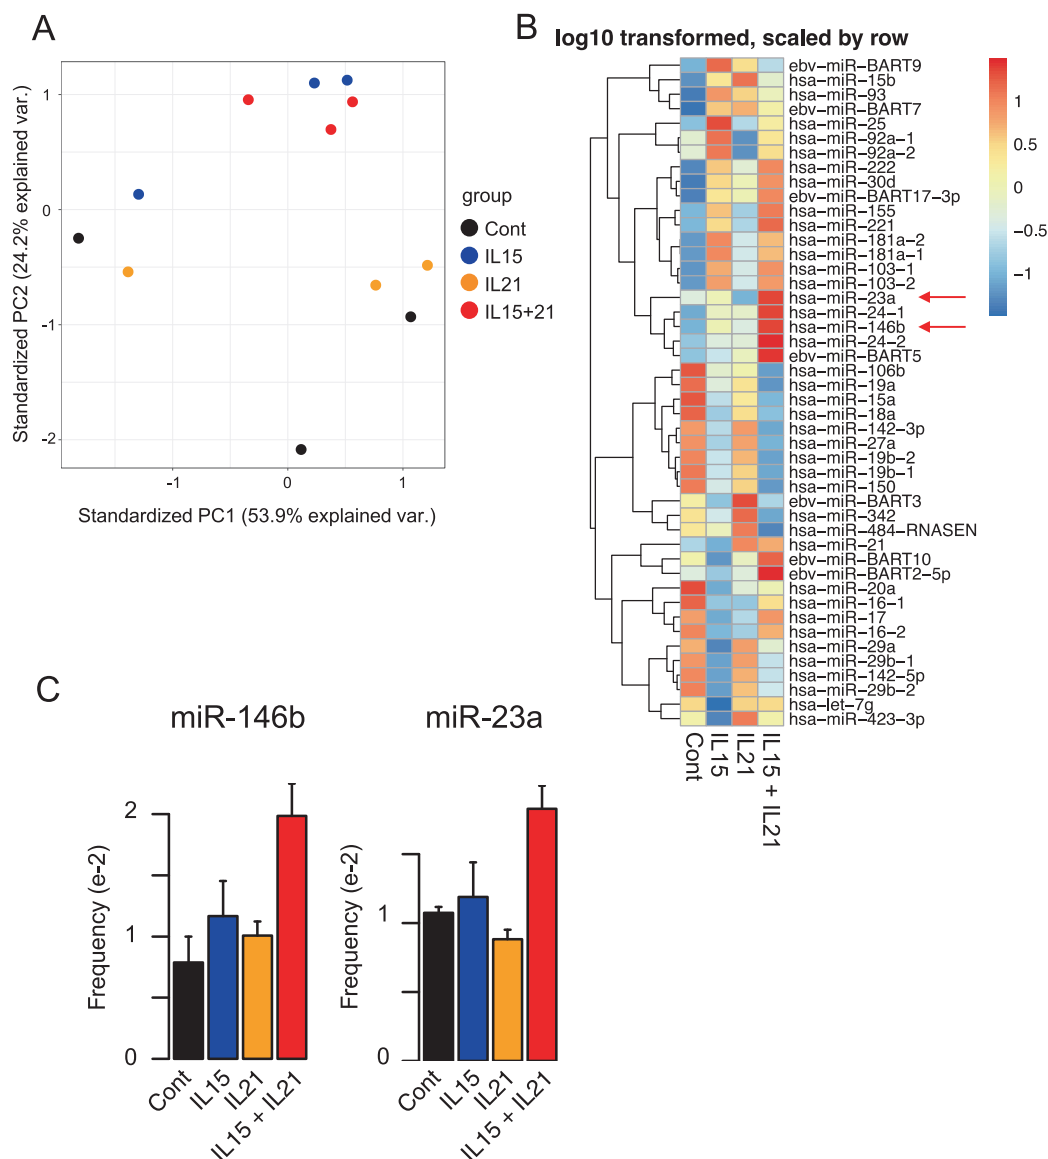 A
Standardized PC2 (24.2% explained var.)
1
0
−1
−2
−1
0
1
Standardized PC1 (53.9% explained var.)
group
Cont
IL15
IL21
IL15+21
B
log10 transformed, scaled by row
ebv−miR−BART9
hsa−miR−15b
hsa−miR−93
ebv−miR−BART7
hsa−miR−25
hsa−miR−92a−1
hsa−miR−92a−2
hsa−miR−222
hsa−miR−30d
ebv−miR−BART17−3p
hsa−miR−155
hsa−miR−221
hsa−miR−181a−2
hsa−miR−181a−1
hsa−miR−103−1
hsa−miR−103−2
hsa−miR−23a
hsa−miR−24−1
hsa−miR−146b
hsa−miR−24−2
ebv−miR−BART5
hsa−miR−106b
hsa−miR−19a
hsa−miR−15a
hsa−miR−18a
hsa−miR−142−3p
hsa−miR−27a
hsa−miR−19b−2
hsa−miR−19b−1
hsa−miR−150
ebv−miR−BART3
hsa−miR−342
hsa−miR−484−RNASEN
hsa−miR−21
ebv−miR−BART10
ebv−miR−BART2−5p
hsa−miR−20a
hsa−miR−16−1
hsa−miR−17
hsa−miR−16−2
hsa−miR−29a
hsa−miR−29b−1
hsa−miR−142−5p
hsa−miR−29b−2
hsa−let−7g
hsa−miR−423−3p
Cont
IL15
IL21
IL15 + IL21
1
0.5
0
−0.5
−1
C
miR-146b
Frequency (e-2)
2
1
0
Cont
IL15
IL21
IL15 + IL21
miR-23a
Frequency (e-2)
1
0
Cont
IL15
IL21
IL15 + IL21